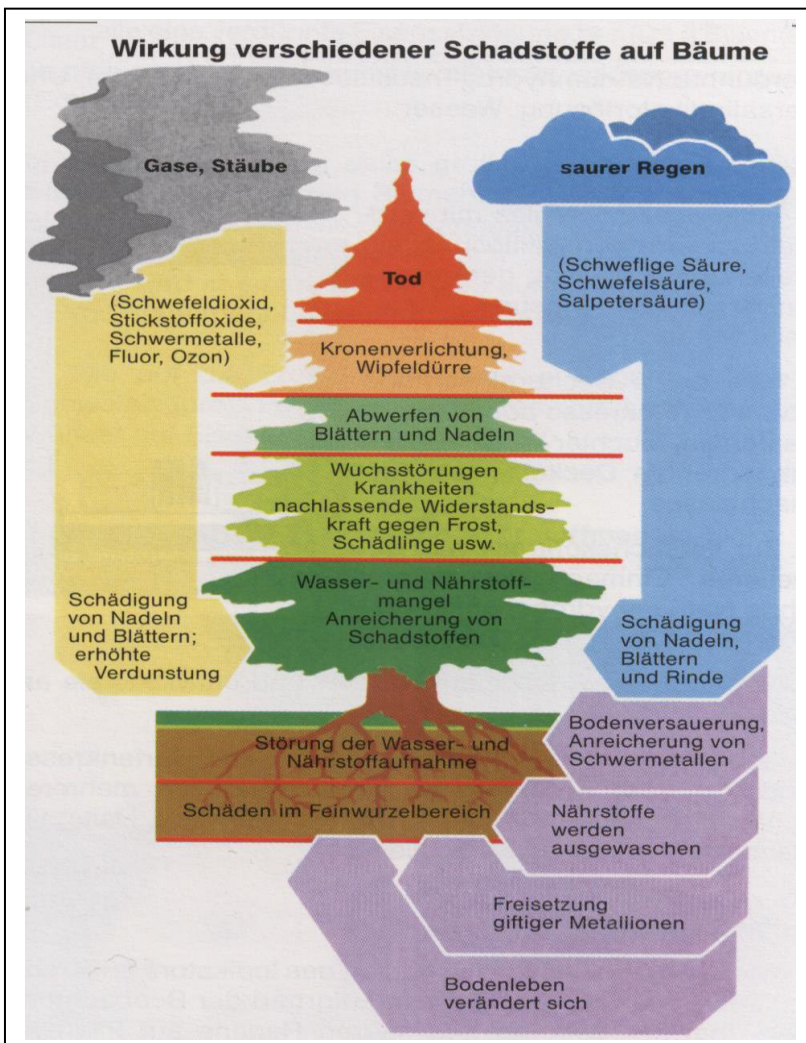 Wirkung verschiedener Schadstoffe auf Bäume
Gase, Stäube
saurer Regen
(Schwefeldioxid,
Stickstoffoxide,
Schwermetalle,
Fluor, Ozon)
(Schweflige Säure,
Schwefelsäure,
Salpetersäure)
Tod
Kronenverlichtung,
Wipfeldürre
Abwerfen von
Blättern und Nadeln
Wuchsstörungen
Krankheiten
nachlassende Widerstands-
kraft gegen Frost,
Schädlinge usw.
Wasser- und Nährstoff-
mangel
Anreicherung von
Schadstoffen
Schädigung
von Nadeln
und Blättern;
erhöhte
Verdunstung
Schädigung
von Nadeln,
Blättern
und Rinde
Störung der Wasser- und
Nährstoffaufnahme
Schäden im Feinwurzelbereich
Bodenversauerung,
Anreicherung von
Schwermetallen
Nährstoffe
werden
ausgewaschen
Freisetzung
giftiger Metallionen
Bodenleben
verändert sich